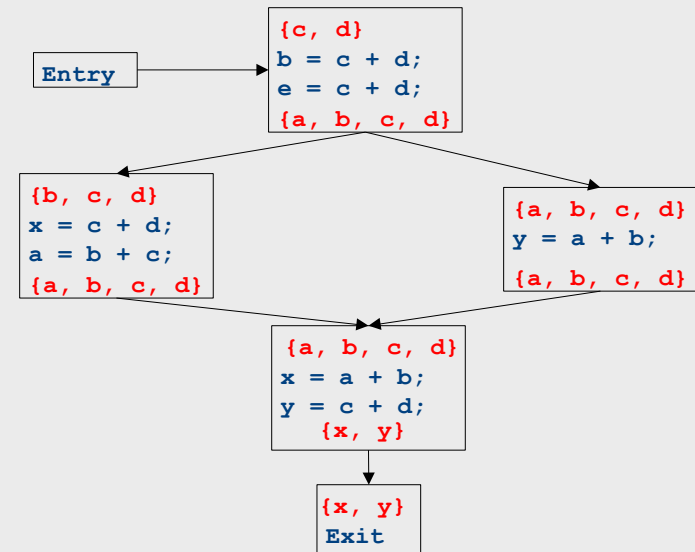 {c, d}
Entry
b = c + d;
e = c + d;
{a, b, c, d}
{b, c, d}
x = c + d;
a = b + c;
{a, b, c, d}
{a, b, c, d}
y = a + b;
{a, b, c, d}
{a, b, c, d}
x = a + b;
y = c + d;
{x, y}
{x, y}
Exit